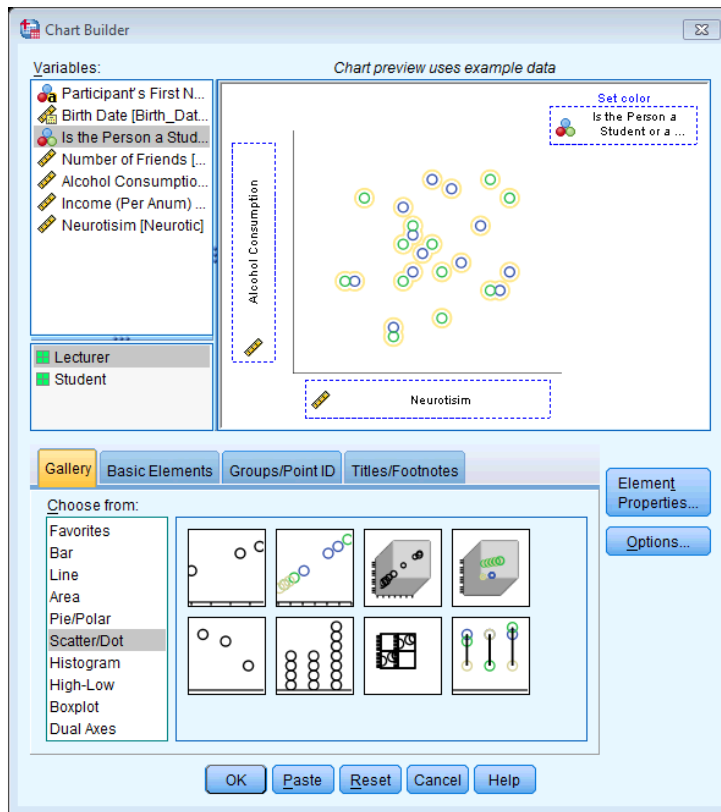 Chart Builder
Variables:
Chart preview uses example data
Participant's First N...
Birth Date [Birth_Dat...
Is the Person a Stud...
Number of Friends [...
Alcohol Consumptio...
Income (Per Anum) ...
Neurotisim [Neurotic]
Lecturer
Student
Set color
Is the Person a
Student or a ...
Alcohol Consumption
Neurotisim
Gallery
Basic Elements
Groups/Point ID
Titles/Footnotes
Choose from:
Favorites
Bar
Line
Area
Pie/Polar
Scatter/Dot
Histogram
High-Low
Boxplot
Dual Axes
Element
Properties...
Options...
OK
Paste
Reset
Cancel
Help